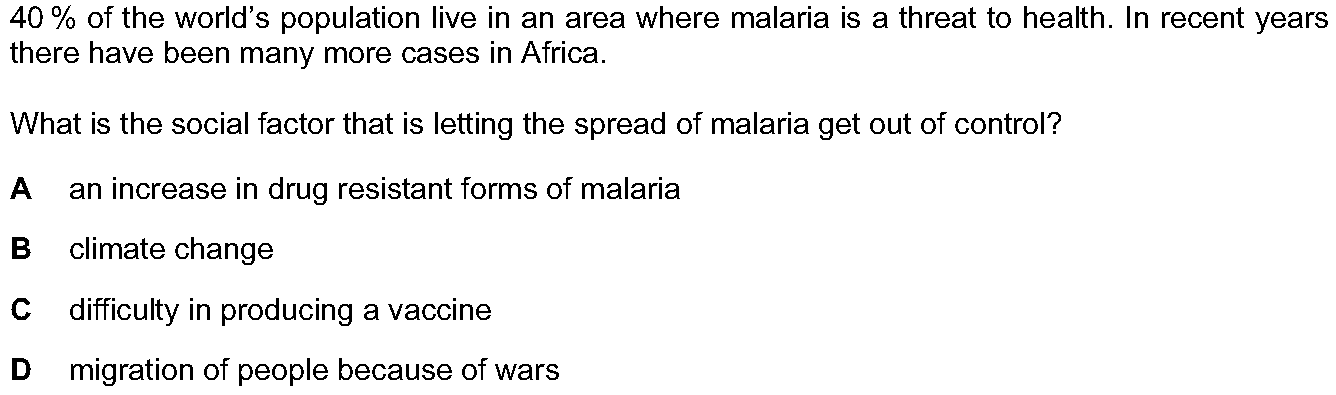 40 % of the world's population live in an area where malaria is a threat to health. In recent years
there have been many more cases in Africa.
What is the social factor that is letting the spread of malaria get out of control?
A an increase in drug resistant forms of malaria
B climate change
C difficulty in producing a vaccine
D migration of people because of wars